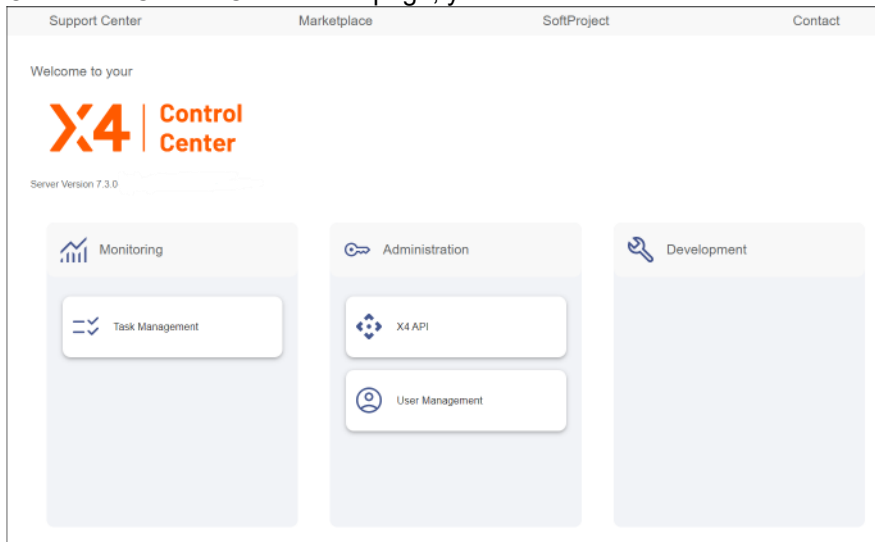 page, y
Support Center Marketplace SoftProject Contact
Welcome to your
X4 Control
Center
Server Version 7.3.0
Monitoring Administration Development
Task Management X4 API
User Management